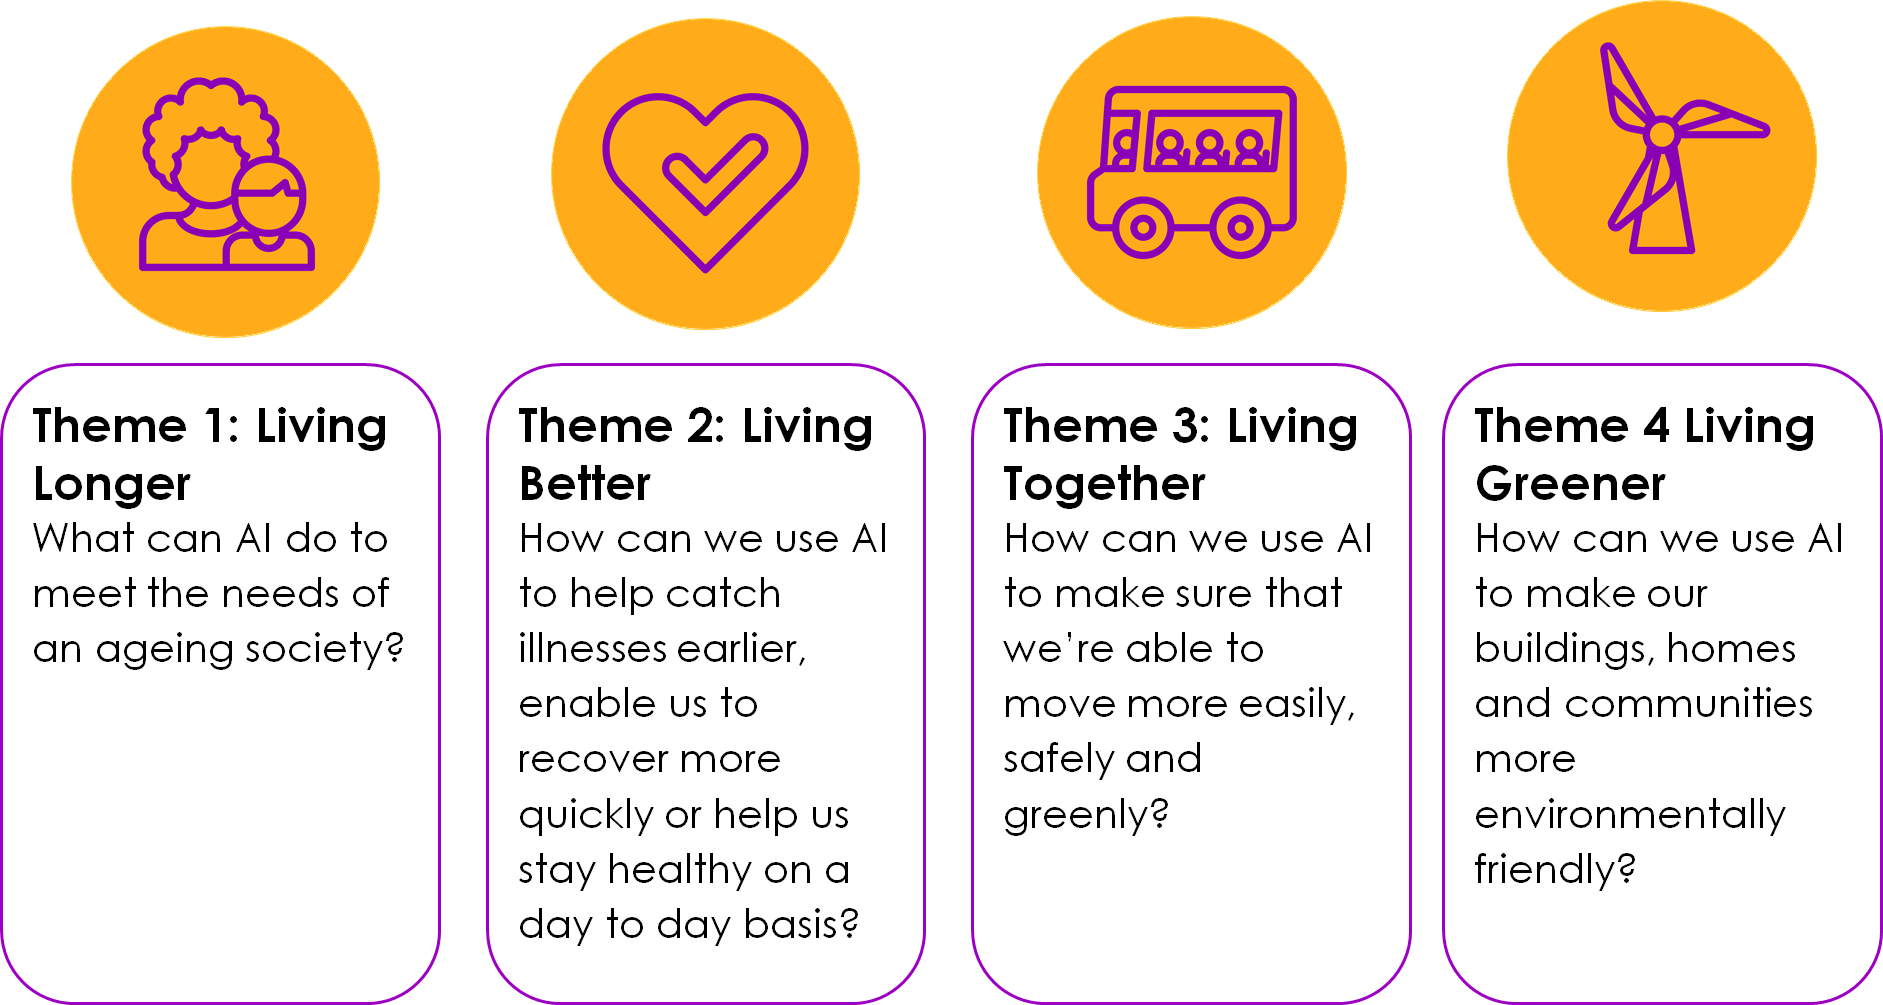 Theme 1: Living
Longer
What can AI do to
meet the needs of
an ageing society?
Theme 2: Living
Better
How can we use AI
to help catch
illnesses earlier,
enable us to
recover more
quickly or help us
stay healthy on a
day to day basis?
Theme 3: Living
Together
How can we use AI
to make sure that
we’re able to
move more easily,
safely and
greenly?
Theme 4 Living
Greener
How can we use AI
to make our
buildings, homes
and communities
more
environmentally
friendly?